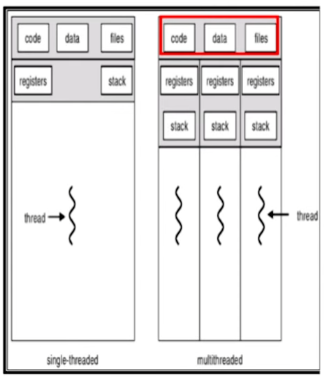 code data files
registers stack
thread
single-threaded
code data files
registers registers registers
stack stack stack
thread
multithreaded